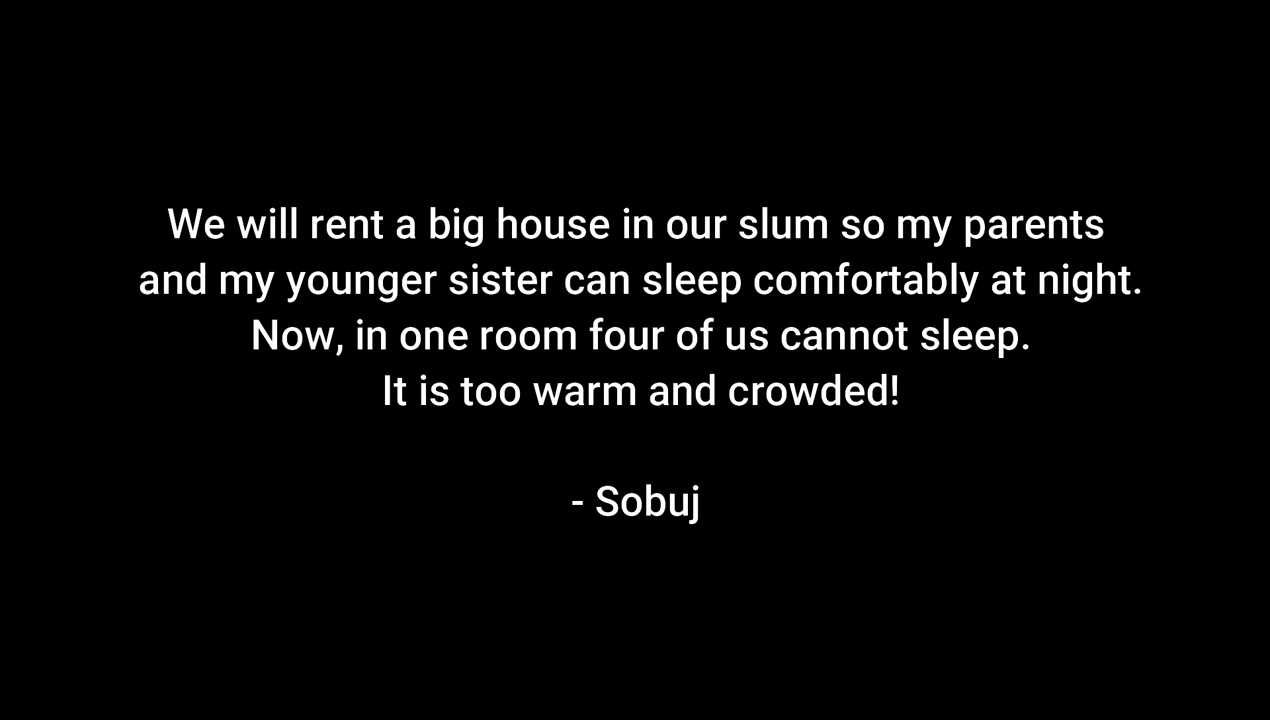 We will rent a big house in our slum so my parents
and my younger sister can sleep comfortably at night.
Now, in one room four of us cannot sleep.
It is too warm and crowded!
- Sobuj